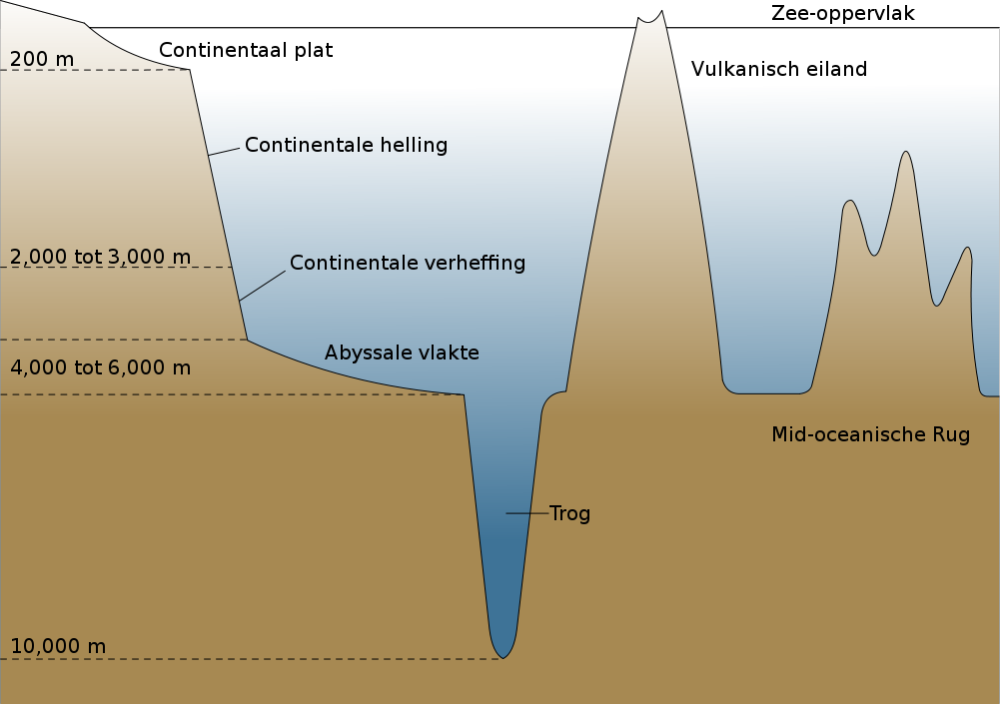 Zee-oppervlak
Continentaal plat
200 m
Vulkanisch eiland
Continentale helling
2,000 tot 3,000 m
Continentale verheffing
Abyssale vlakte
4,000 tot 6,000 m
Mid-oceanische Rug
Trog
10,000 m